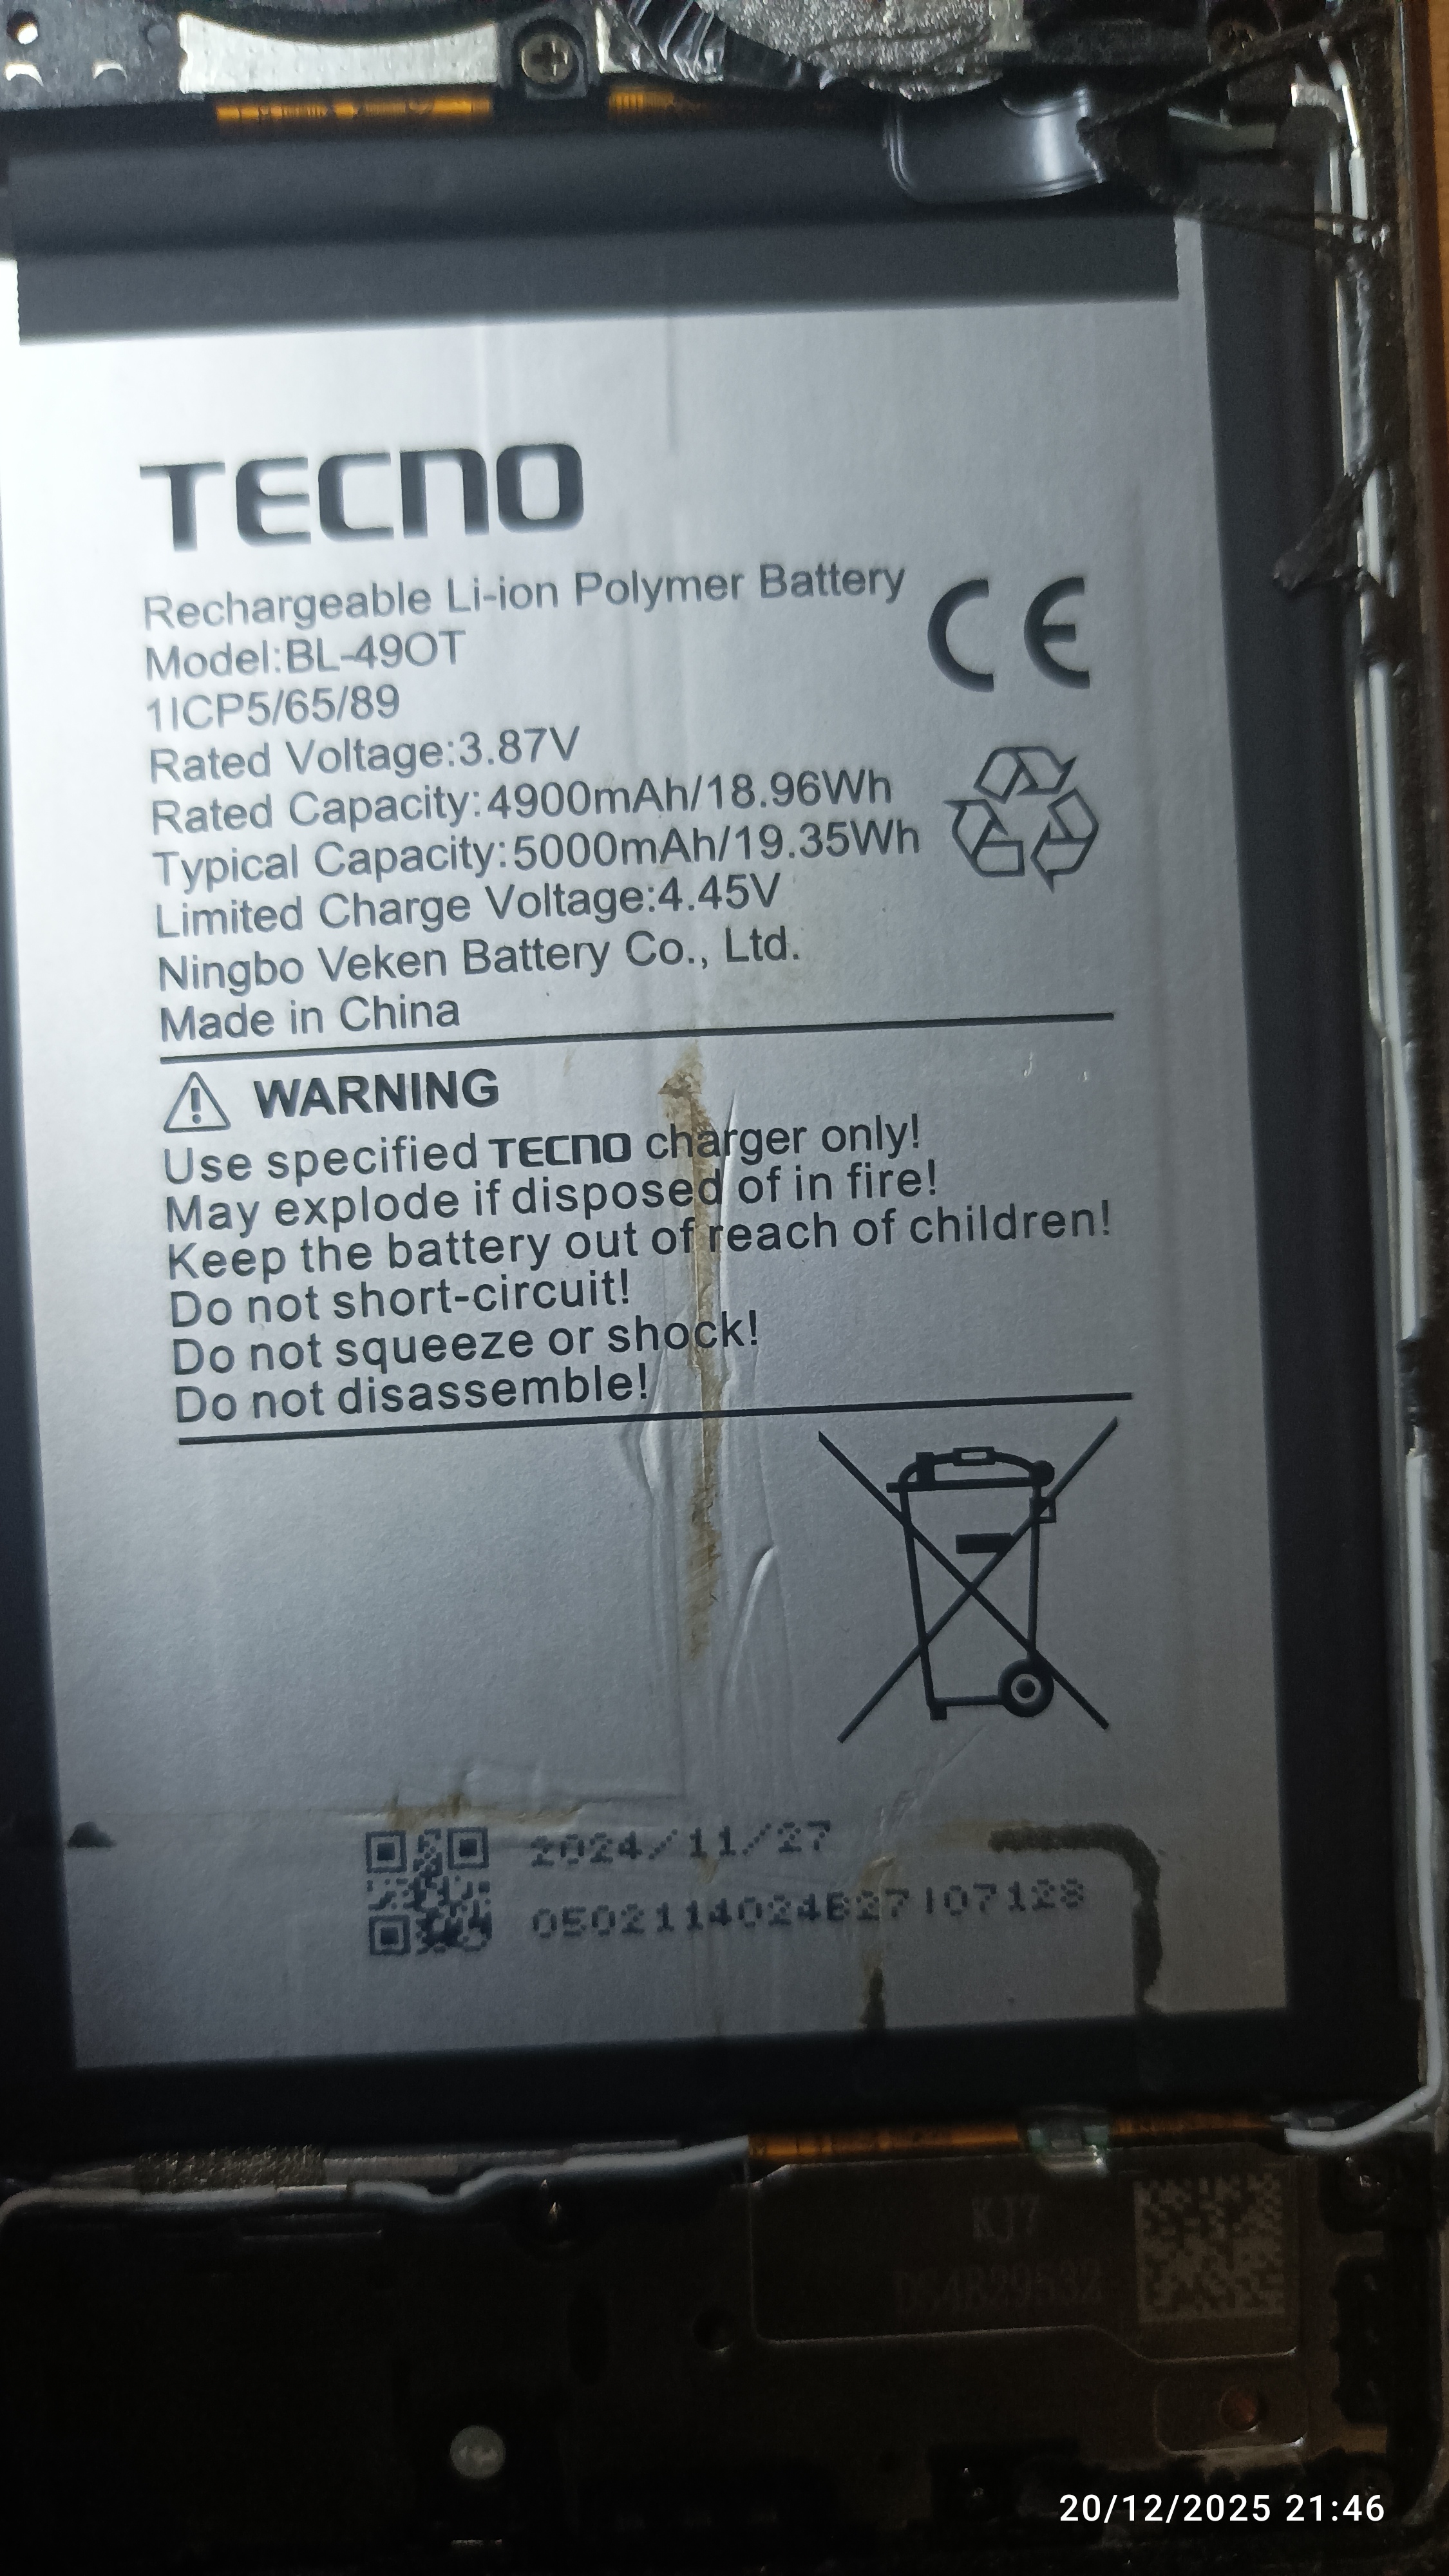 TECNO
Rechargeable Li-ion Polymer Battery
Model:BL-49OT
1ICP5/65/89
Rated Voltage:3.87V
Rated Capacity:4900mAh/18.96Wh
Typical Capacity:5000mAh/19.35Wh
Limited Charge Voltage:4.45V
Ningbo Veken Battery Co., Ltd.
Made in China
CE
WARNING
Use specified TECNO charger only!
May explode if disposed of in fire!
Keep the battery out of reach of children!
Do not short-circuit!
Do not squeeze or shock!
Do not disassemble!
2024/11/27
KJ7
20/12/2025 21:46